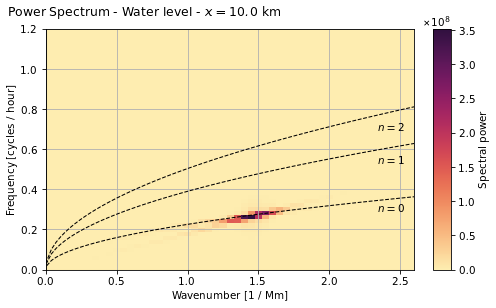 Power Spectrum - Water level - x = 10.0 km
×10⁸
1.2
1.0
0.8
0.6
0.4
0.2
0.0
Frequency [cycles / hour]
n = 2
n = 1
n = 0
0.0 0.5 1.0 1.5 2.0 2.5
Wavenumber [1 / Mm]
3.5
3.0
2.5
2.0
1.5
1.0
0.5
0.0
Spectral power